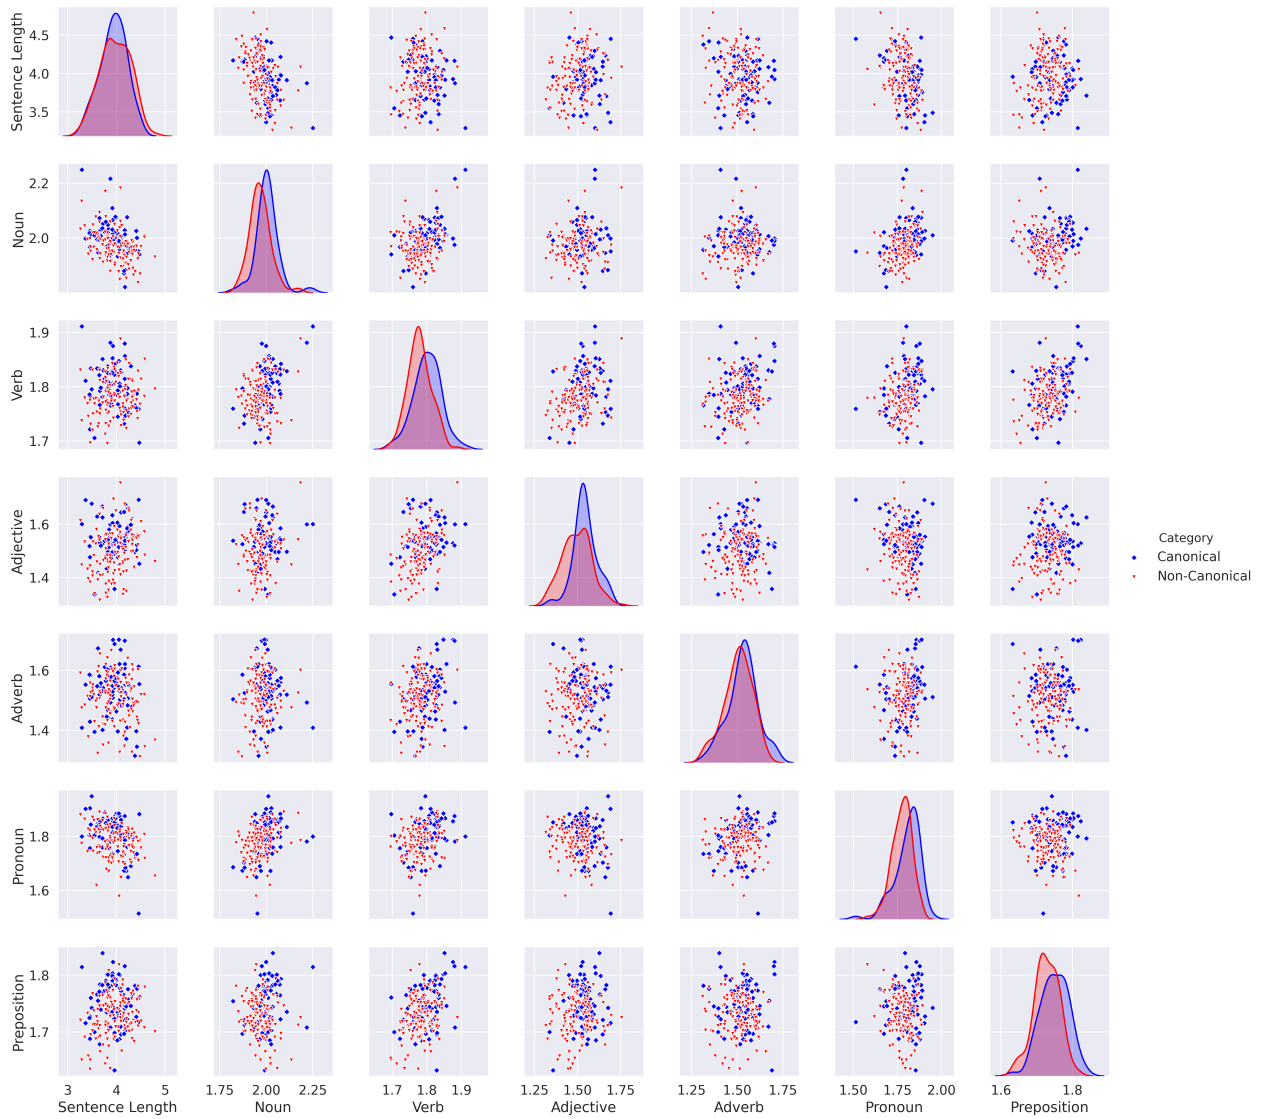 Sentence Length
4.5
4.0
3.5
Noun
2.2
2.0
Verb
1.9
1.8
1.7
Adjective
1.6
1.4
Category
Canonical
Non-Canonical
Adverb
1.6
1.4
Pronoun
1.8
1.6
Preposition
1.8
1.7
3 4 5 1.75 2.00 2.25 1.7 1.8 1.9 1.25 1.50 1.75 1.25 1.50 1.75 1.50 1.75 2.00 1.6 1.8
Sentence Length Noun Verb Adjective Adverb Pronoun Preposition